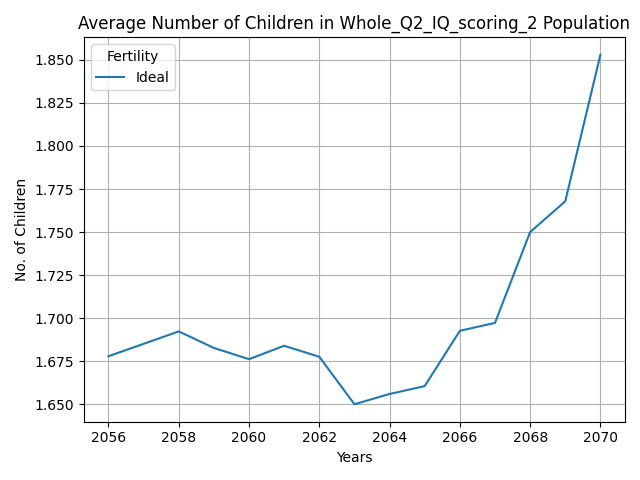 Average Number of Children in Whole_Q2_IQ_scoring_2 Population
Fertility
Ideal
No. of Children
1.850
1.825
1.800
1.775
1.750
1.725
1.700
1.675
1.650
2056 2058 2060 2062 2064 2066 2068 2070
Years